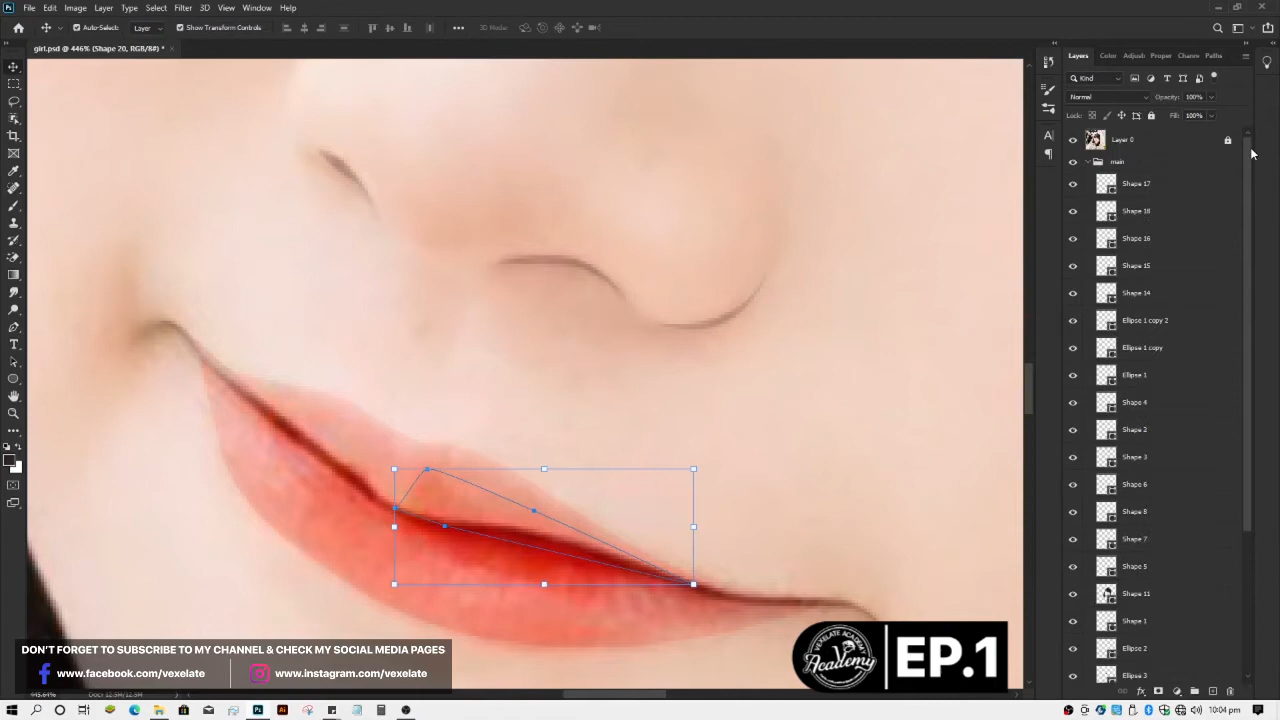 File Edit Image Layer Type Select Filter 3D View Window Help
Auto-Select: Layer Show Transform Controls 3D Mode:
girl.psd @ 446% (Shape 20, RGB/8#) *
Layers Color Adjust Proper Chann Paths
Kind
Normal Opacity: 100%
Lock: Fill: 100%
Layer 0
main
Shape 17
Shape 18
Shape 16
Shape 15
Shape 14
Ellipse 1 copy 2
Ellipse 1 copy
Ellipse 1
Shape 4
Shape 2
Shape 3
Shape 6
Shape 8
Shape 7
Shape 5
Shape 11
Shape 1
Ellipse 2
Ellipse 3
DON'T FORGET TO SUBSCRIBE TO MY CHANNEL & CHECK MY SOCIAL MEDIA PAGES
www.facebook.com/vexelate www.instagram.com/vexelate
VEXELATE ACADEMY
Academy
EP.1
10:04 pm